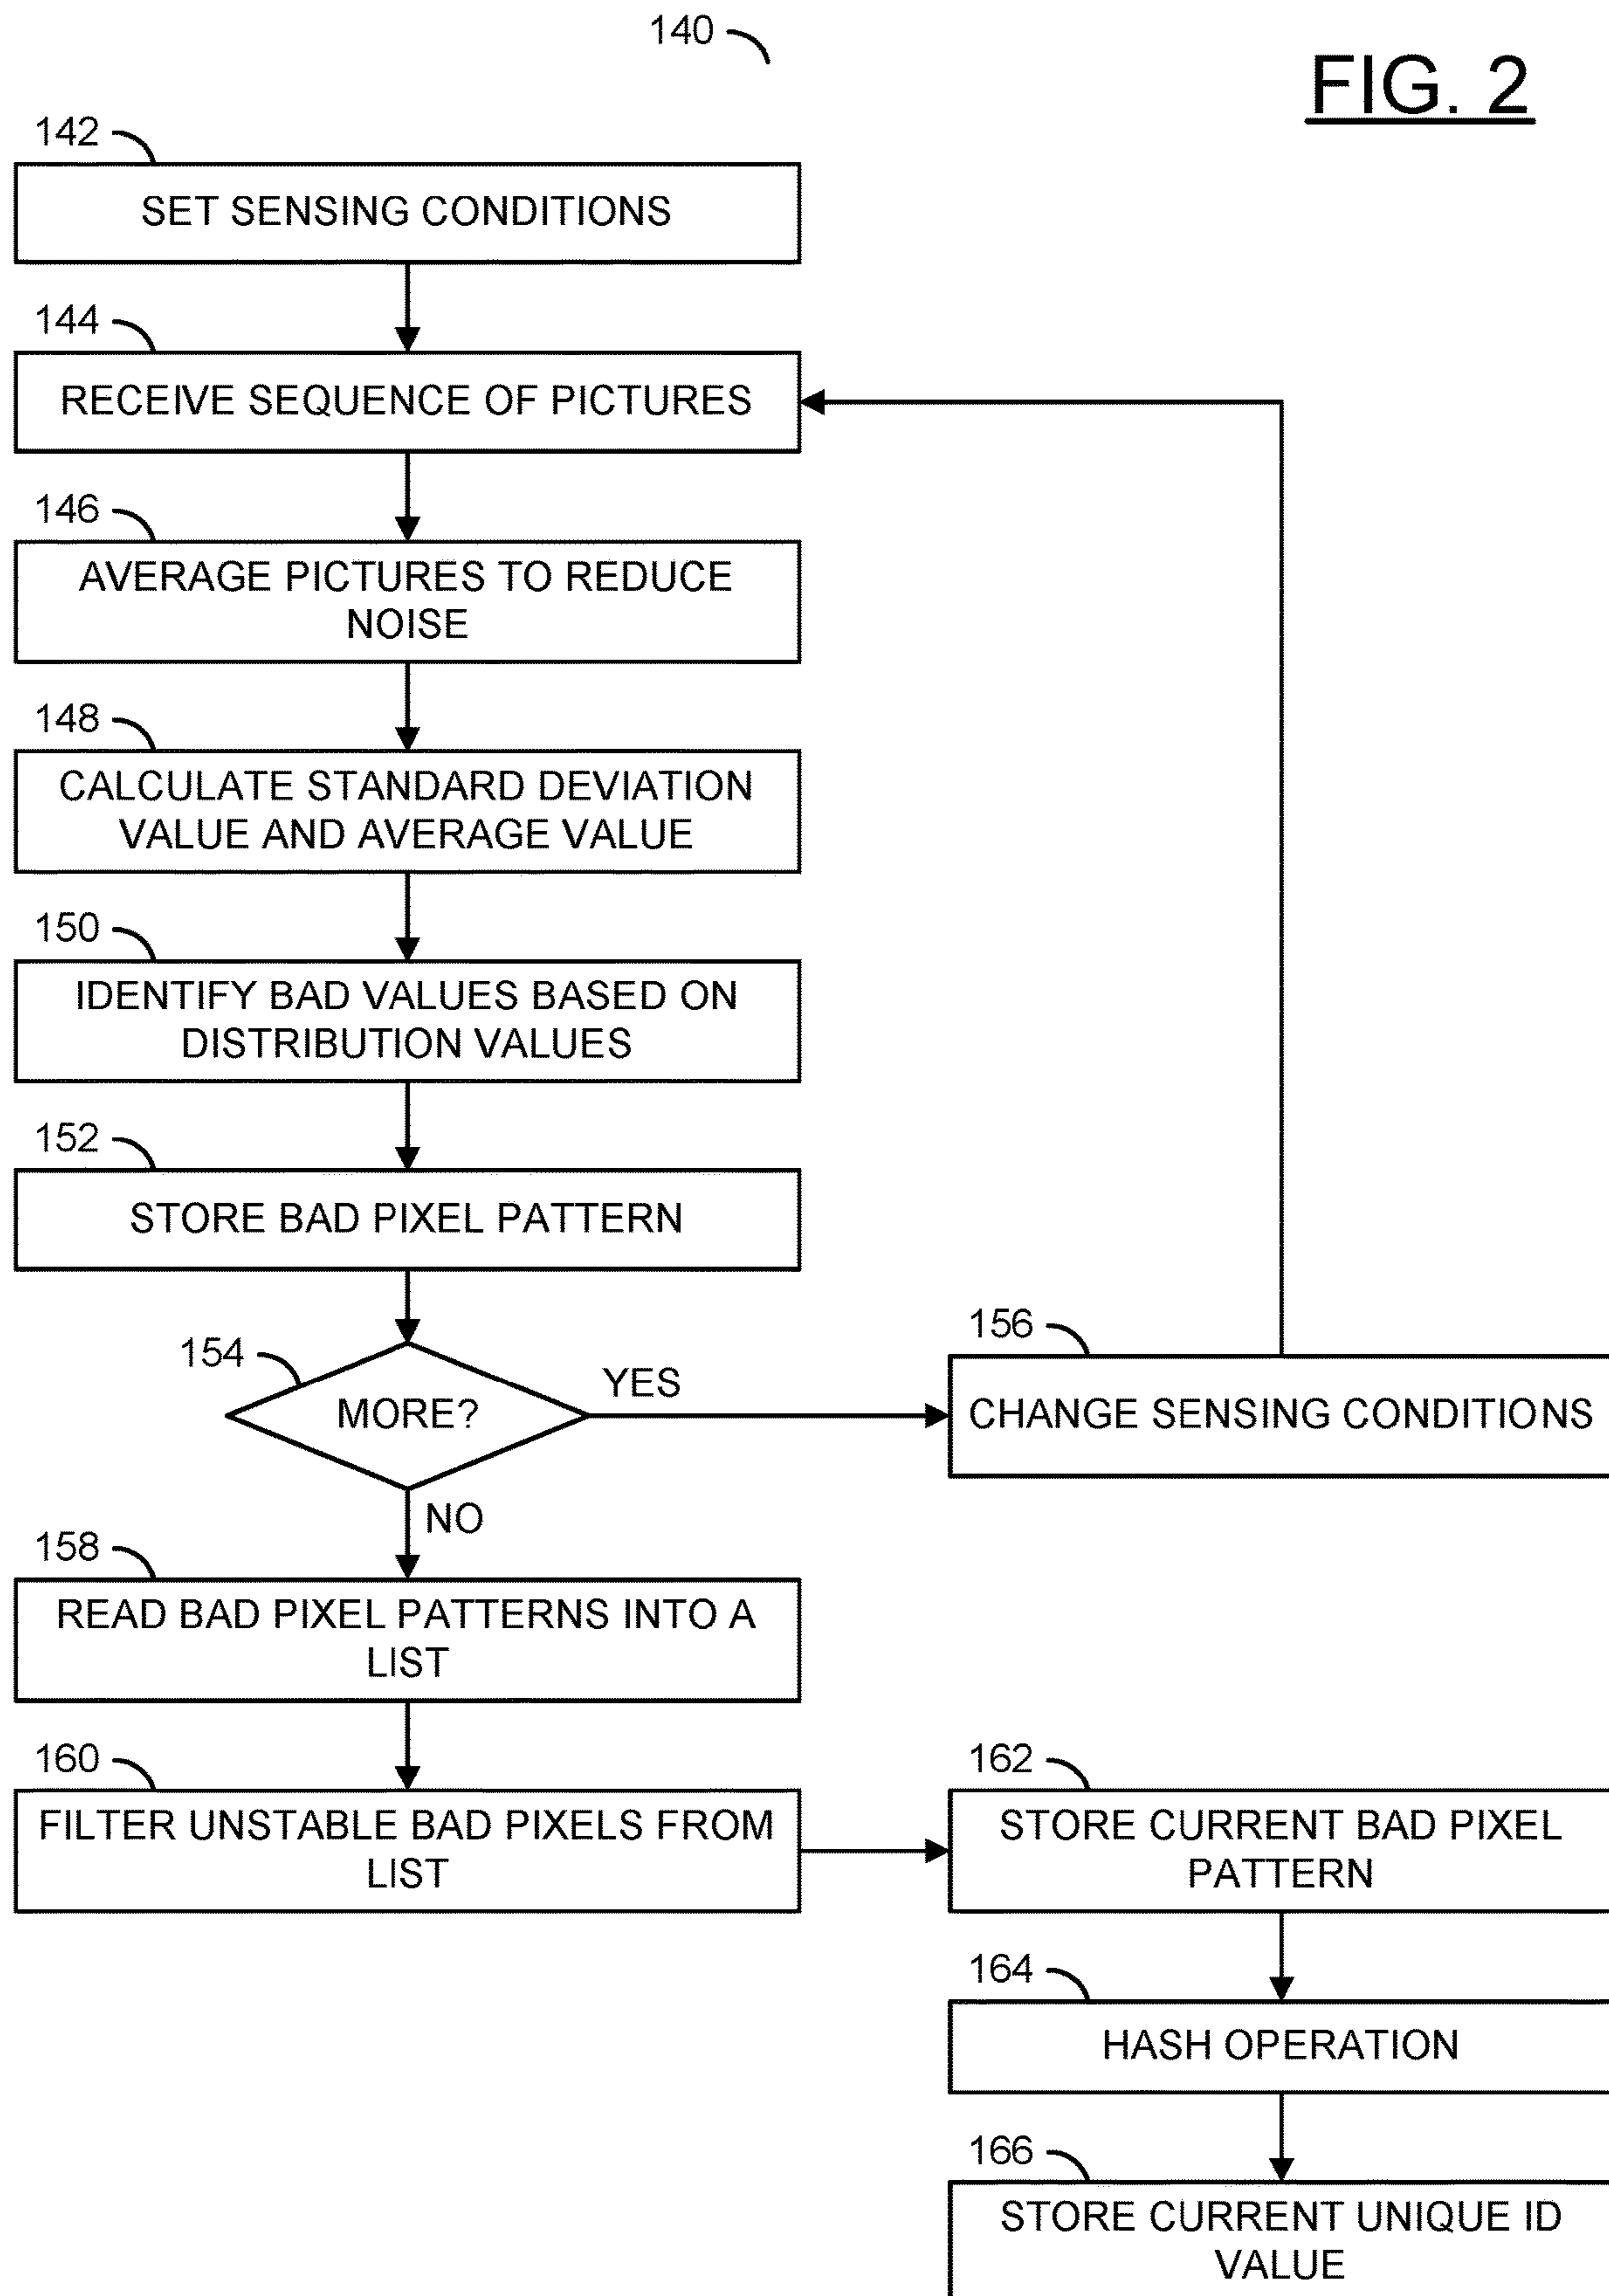 140
FIG. 2
142
SET SENSING CONDITIONS
144
RECEIVE SEQUENCE OF PICTURES
146
AVERAGE PICTURES TO REDUCE
NOISE
148
CALCULATE STANDARD DEVIATION
VALUE AND AVERAGE VALUE
150
IDENTIFY BAD VALUES BASED ON
DISTRIBUTION VALUES
152
STORE BAD PIXEL PATTERN
154
MORE?
YES
156
CHANGE SENSING CONDITIONS
NO
158
READ BAD PIXEL PATTERNS INTO A
LIST
160
FILTER UNSTABLE BAD PIXELS FROM
LIST
162
STORE CURRENT BAD PIXEL
PATTERN
164
HASH OPERATION
166
STORE CURRENT UNIQUE ID
VALUE